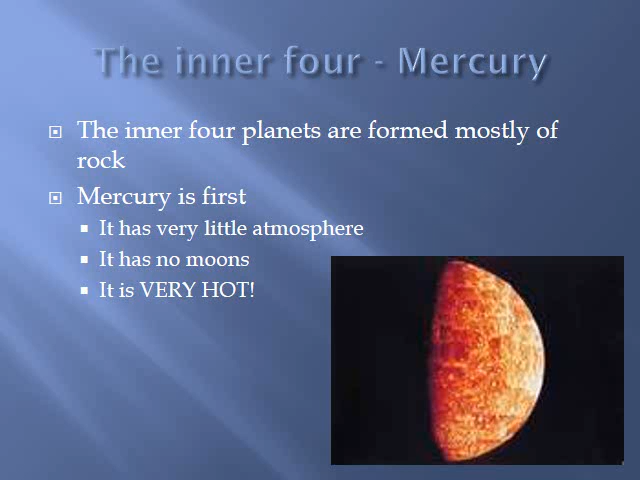 The inner four - Mercury
The inner four planets are formed mostly of
rock
Mercury is first
It has very little atmosphere
It has no moons
It is VERY HOT!